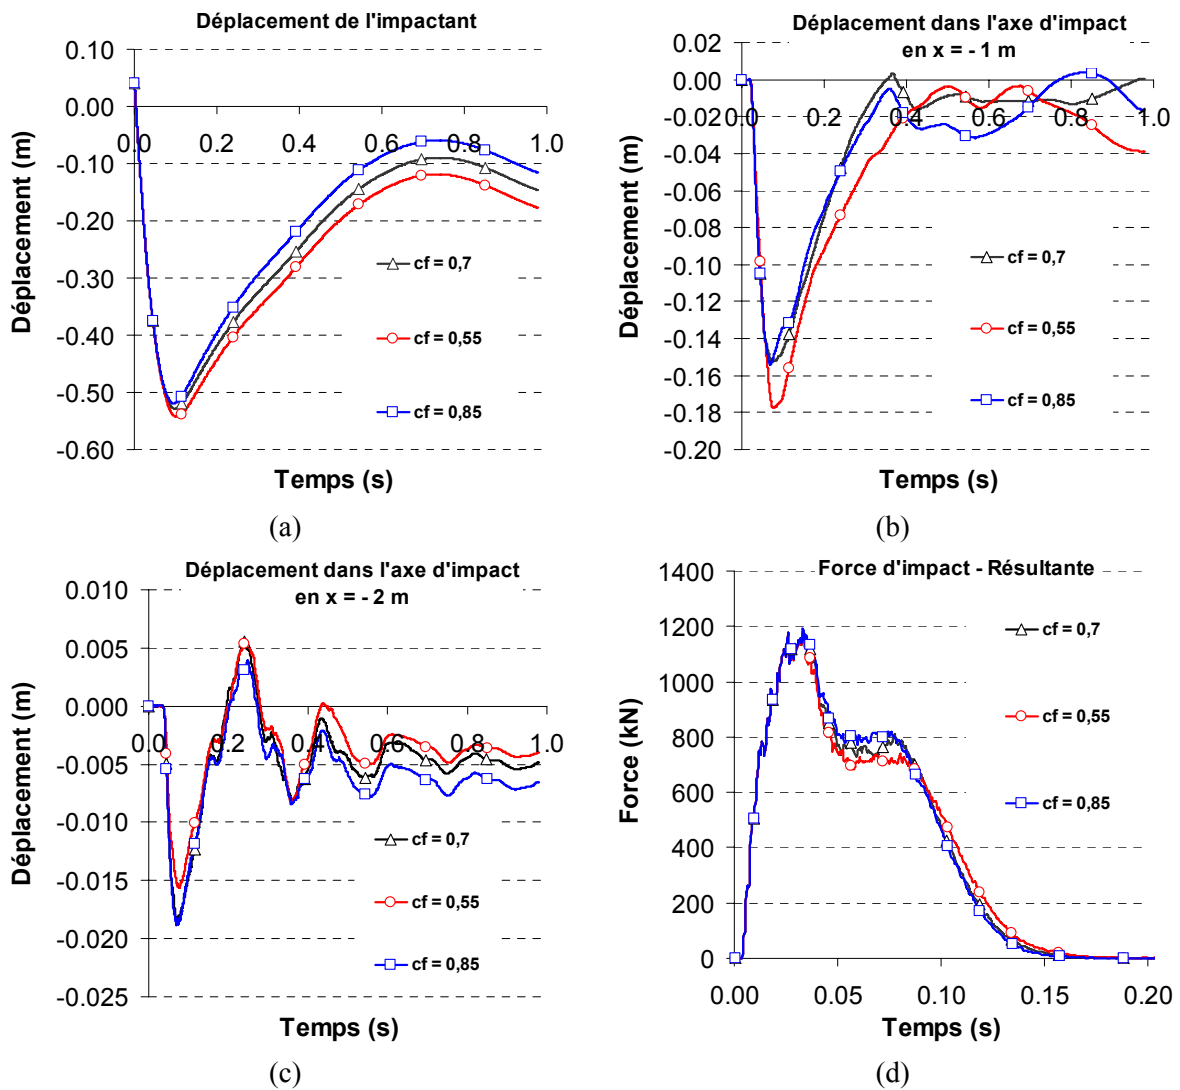 Déplacement de l'impactant
0.10
0.00
-0.10
-0.20
-0.30
-0.40
-0.50
-0.60
0.0 0.2 0.4 0.6 0.8 1.0
Déplacement (m)
Temps (s)
cf = 0,7
cf = 0,55
cf = 0,85
(a)
Déplacement dans l'axe d'impact
en x = - 1 m
0.02
0.00
-0.02
-0.04
-0.06
-0.08
-0.10
-0.12
-0.14
-0.16
-0.18
-0.20
0.0 0.2 0.4 0.6 0.8 1.0
Déplacement (m)
Temps (s)
cf = 0,7
cf = 0,55
cf = 0,85
(b)
Déplacement dans l'axe d'impact
en x = - 2 m
0.010
0.005
0.000
-0.005
-0.010
-0.015
-0.020
-0.025
0.0 0.2 0.4 0.6 0.8 1.0
Déplacement (m)
Temps (s)
cf = 0,7
cf = 0,55
cf = 0,85
(c)
Force d'impact - Résultante
1400
1200
1000
800
600
400
200
0
0.00 0.05 0.10 0.15 0.20
Force (kN)
Temps (s)
cf = 0,7
cf = 0,55
cf = 0,85
(d)